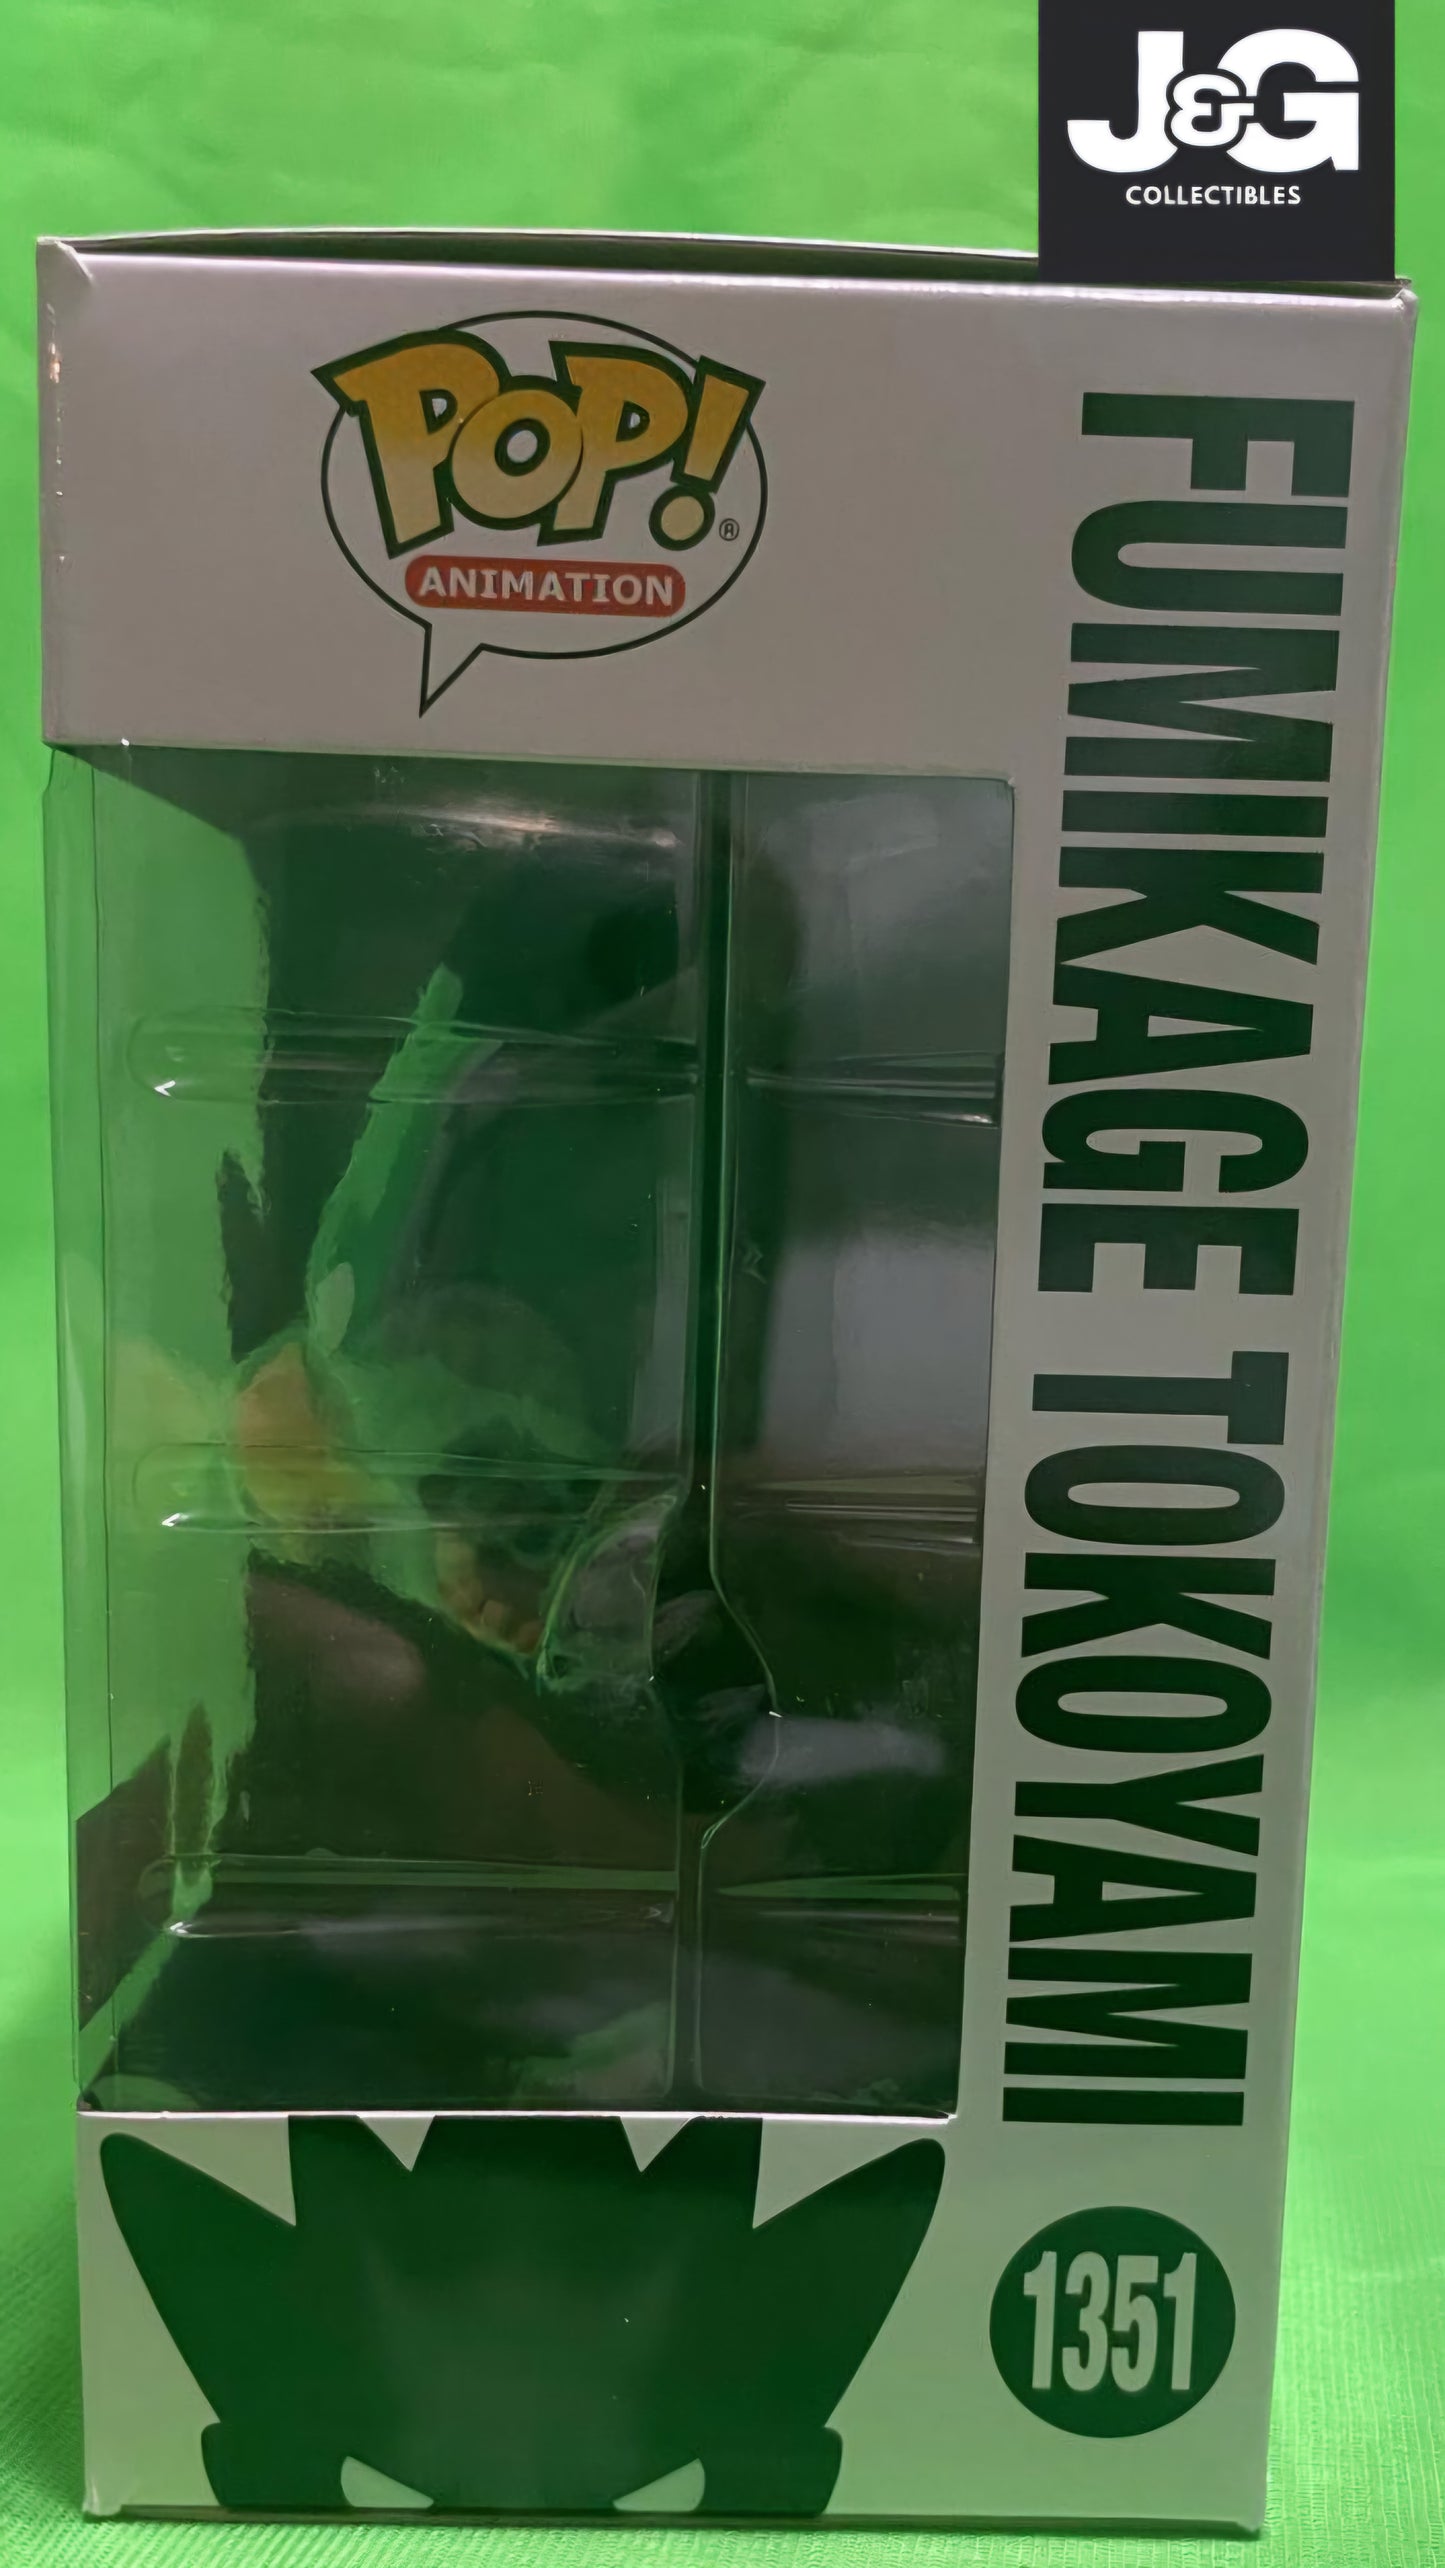 J&G
COLLECTIBLES
POP!®
ANIMATION
FUMIKAGE TOKOYAMI
1351